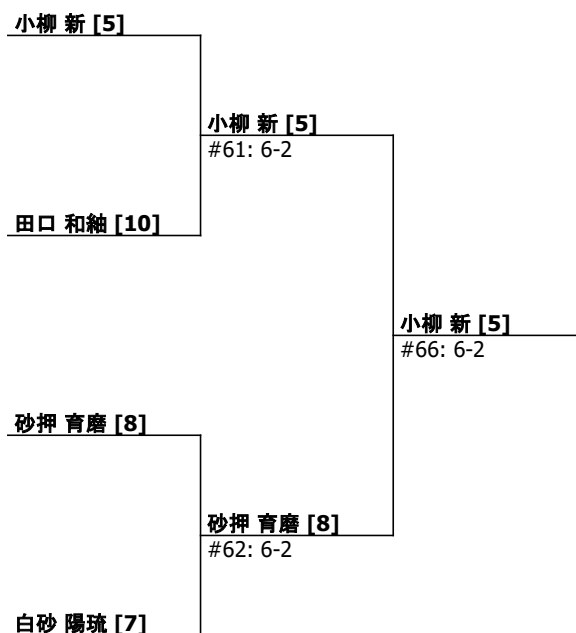 小柳 新 [5]
小柳 新 [5]
#61: 6-2
田口 和紬 [10]
小柳 新 [5]
#66: 6-2
砂押 育磨 [8]
砂押 育磨 [8]
#62: 6-2
白砂 陽琉 [7]